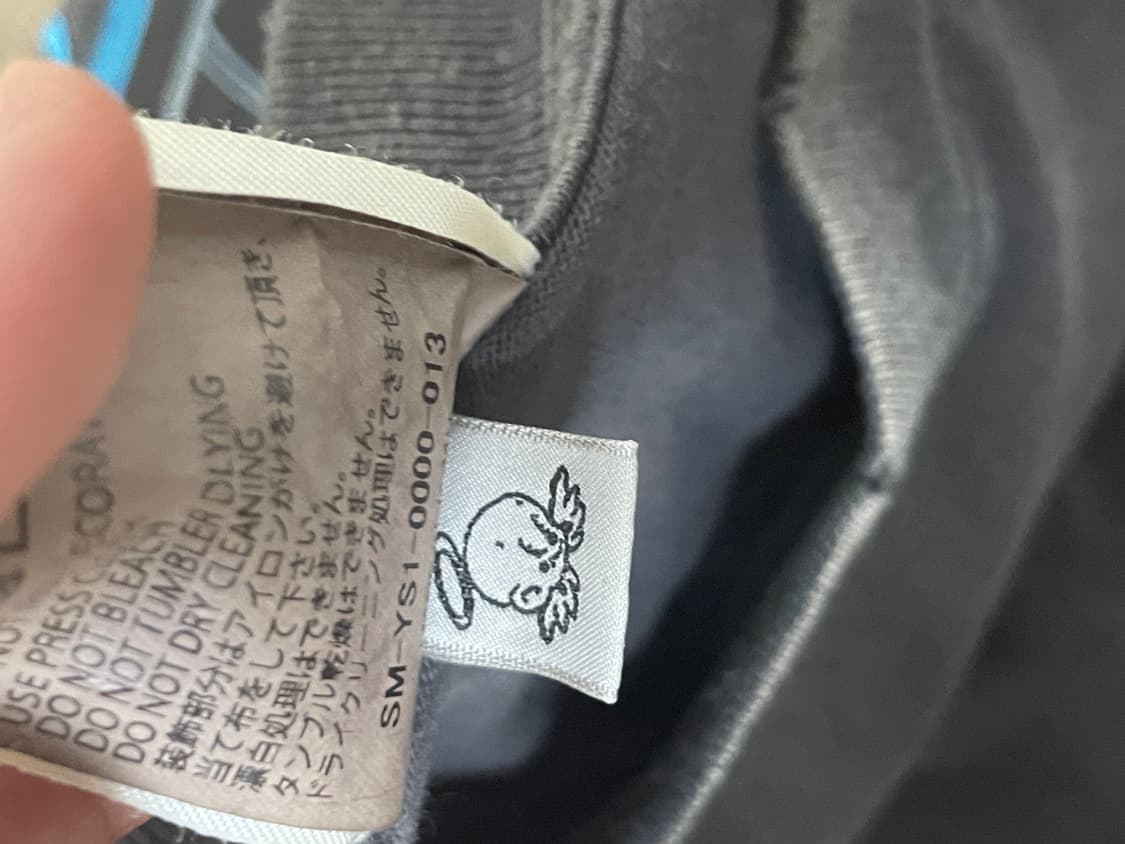 USE PRESS C
DO NOT BLEACH
DO NOT TUMBLER DLYING
DO NOT DRY CLEANING
装飾部分はアイロンがけを避けて頂き、
当て布をして下さい。
漂白処理はできません。
タンブル乾燥はできません。
ドライクリーニング処理はできません。
SM-YS1-0000-013